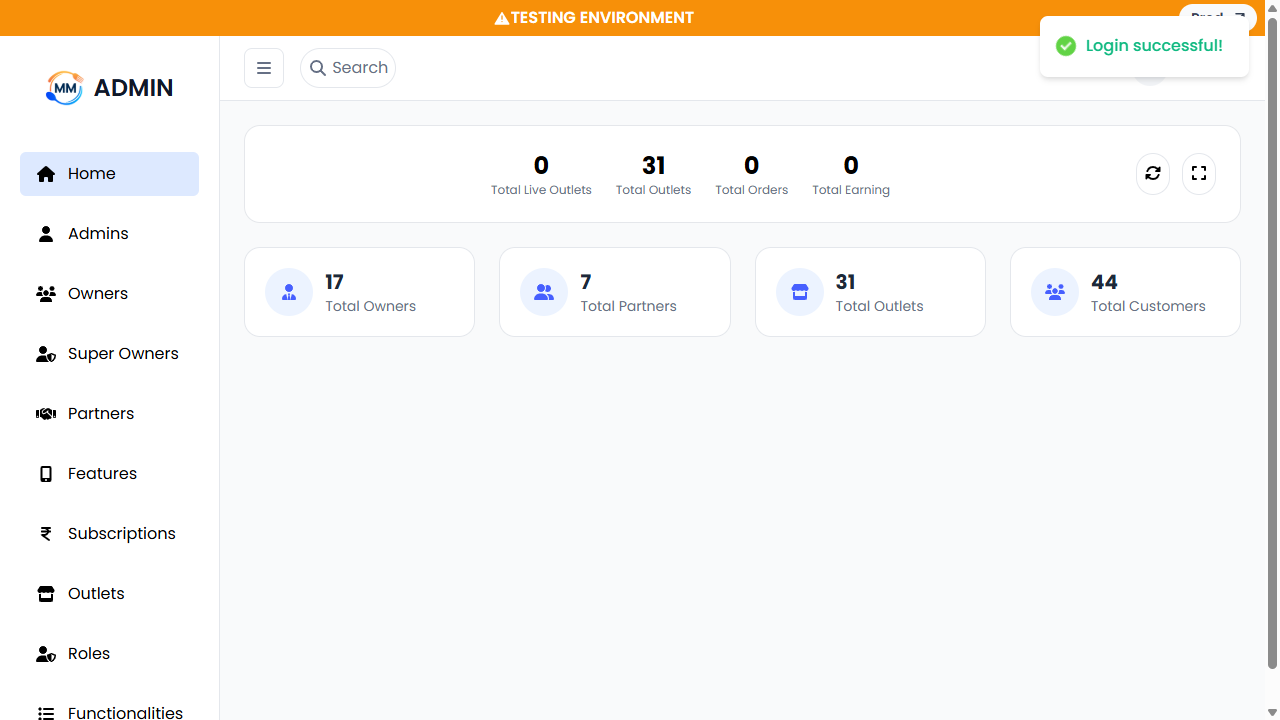 TESTING ENVIRONMENT
Login successful!
MM ADMIN
Search
Home
Admins
Owners
Super Owners
Partners
Features
Subscriptions
Outlets
Roles
Functionalities
0
Total Live Outlets
31
Total Outlets
0
Total Orders
0
Total Earning
17
Total Owners
7
Total Partners
31
Total Outlets
44
Total Customers